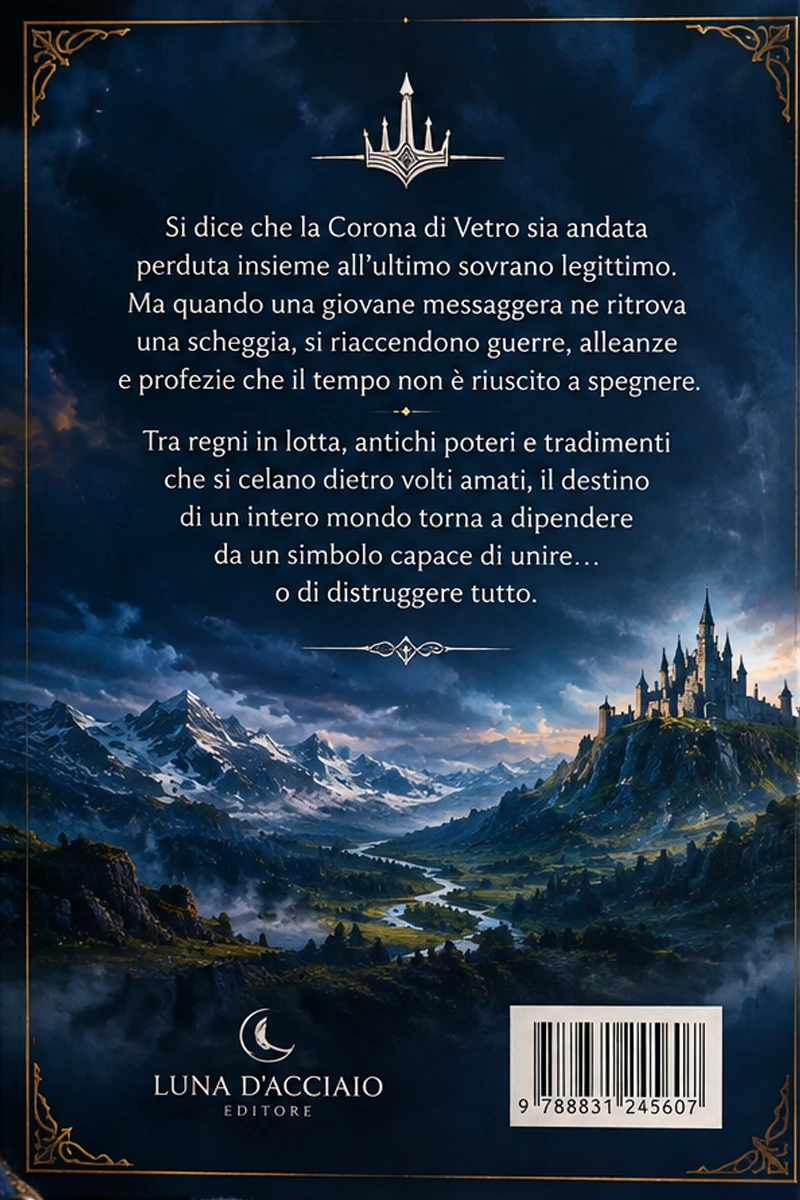 Si dice che la Corona di Vetro sia andata
perduta insieme all’ultimo sovrano legittimo.
Ma quando una giovane messaggera ne ritrova
una scheggia, si riaccendono guerre, alleanze
e profezie che il tempo non è riuscito a spegnere.
Tra regni in lotta, antichi poteri e tradimenti
che si celano dietro volti amati, il destino
di un intero mondo torna a dipendere
da un simbolo capace di unire…
o di distruggere tutto.
LUNA D'ACCIAIO
EDITORE
9 788831 245607